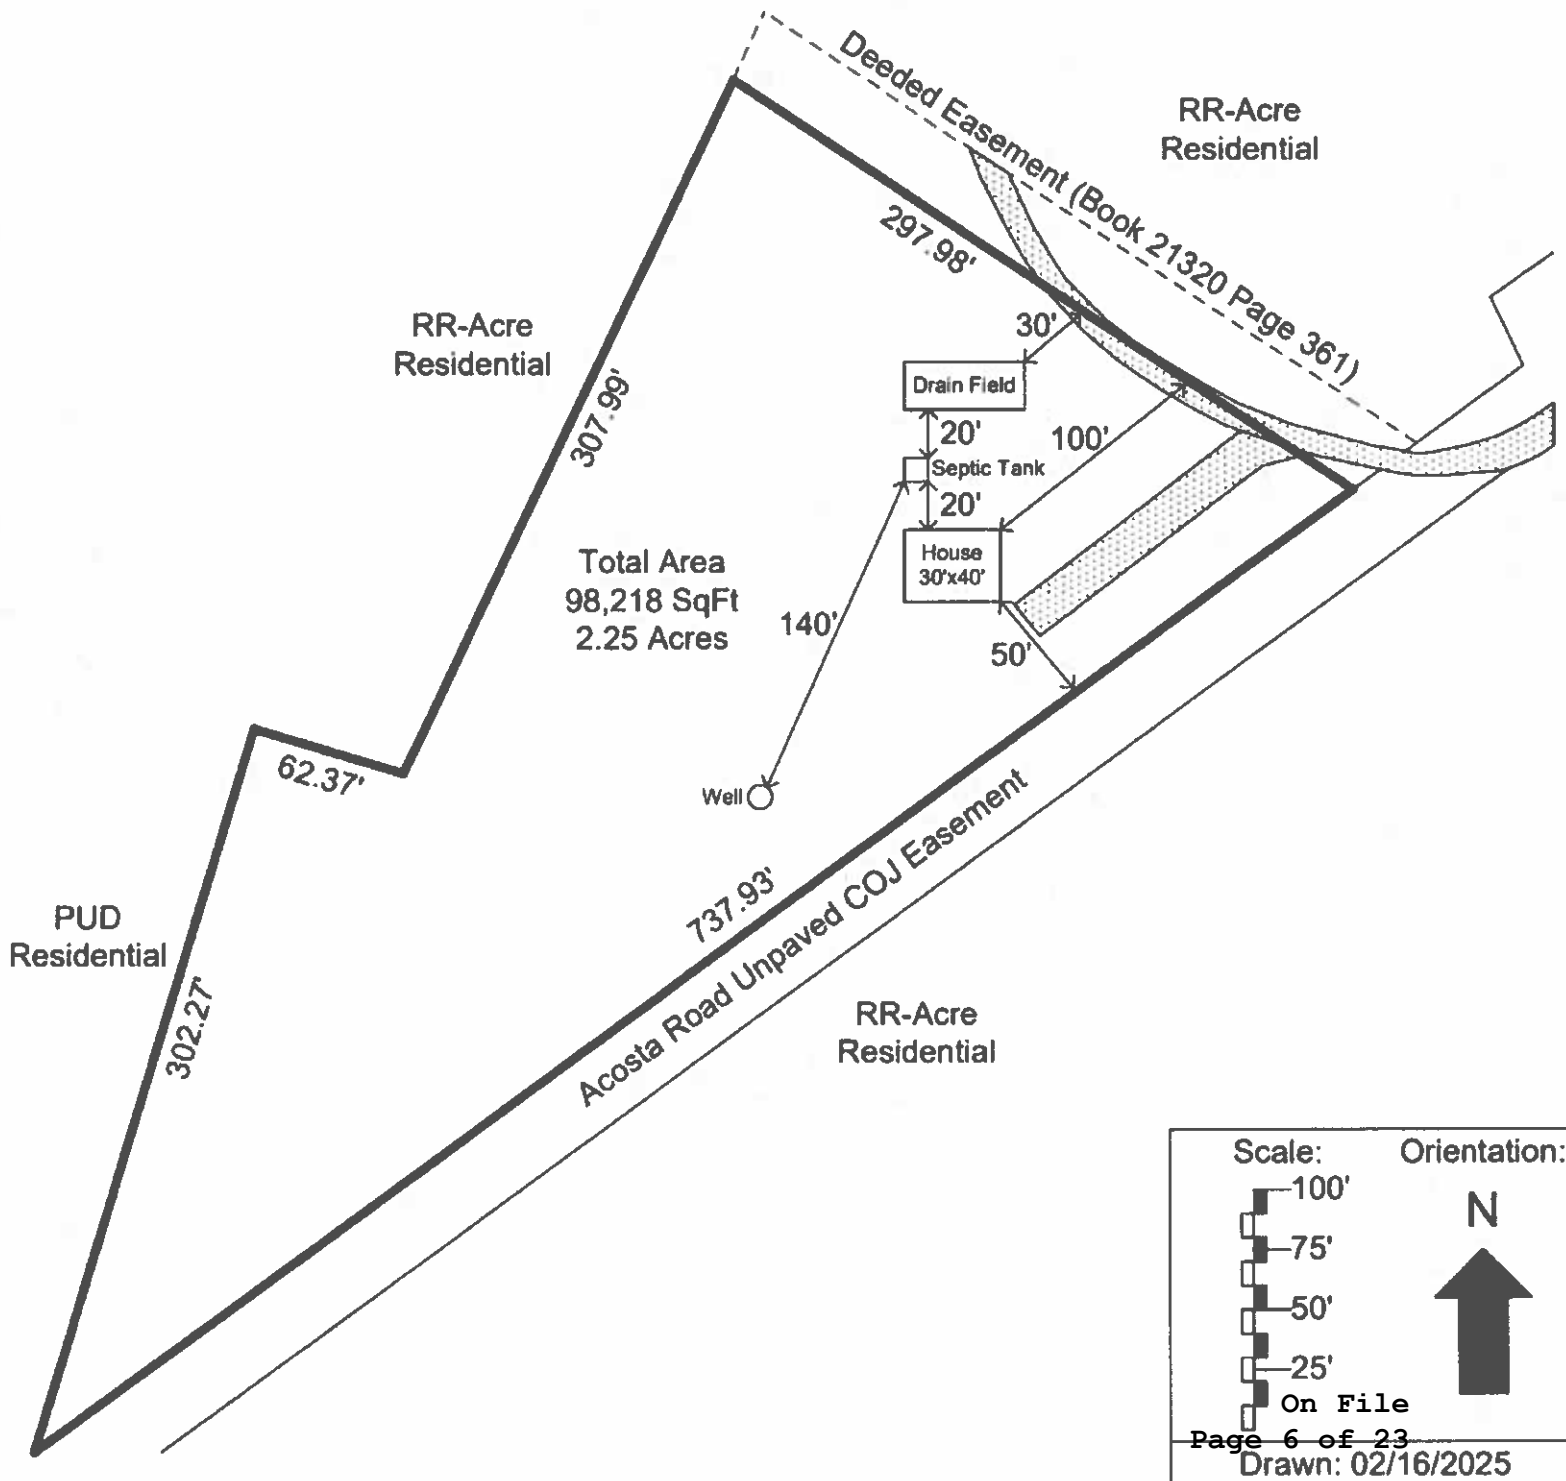 Deeded Easement (Book 21320 Page 361)
RR-Acre
Residential
297.98'
RR-Acre
Residential
307.99'
30'
Drain Field
20'
100'
Septic Tank
20'
House
30'x40'
Total Area
98,218 SqFt
2.25 Acres
140'
50'
62.37'
Well
737.93'
Acosta Road Unpaved COJ Easement
PUD
Residential
302.27'
RR-Acre
Residential
Scale:
Orientation:
100'
N
75'
50'
25'
On File
Page 6 of 23
Drawn: 02/16/2025